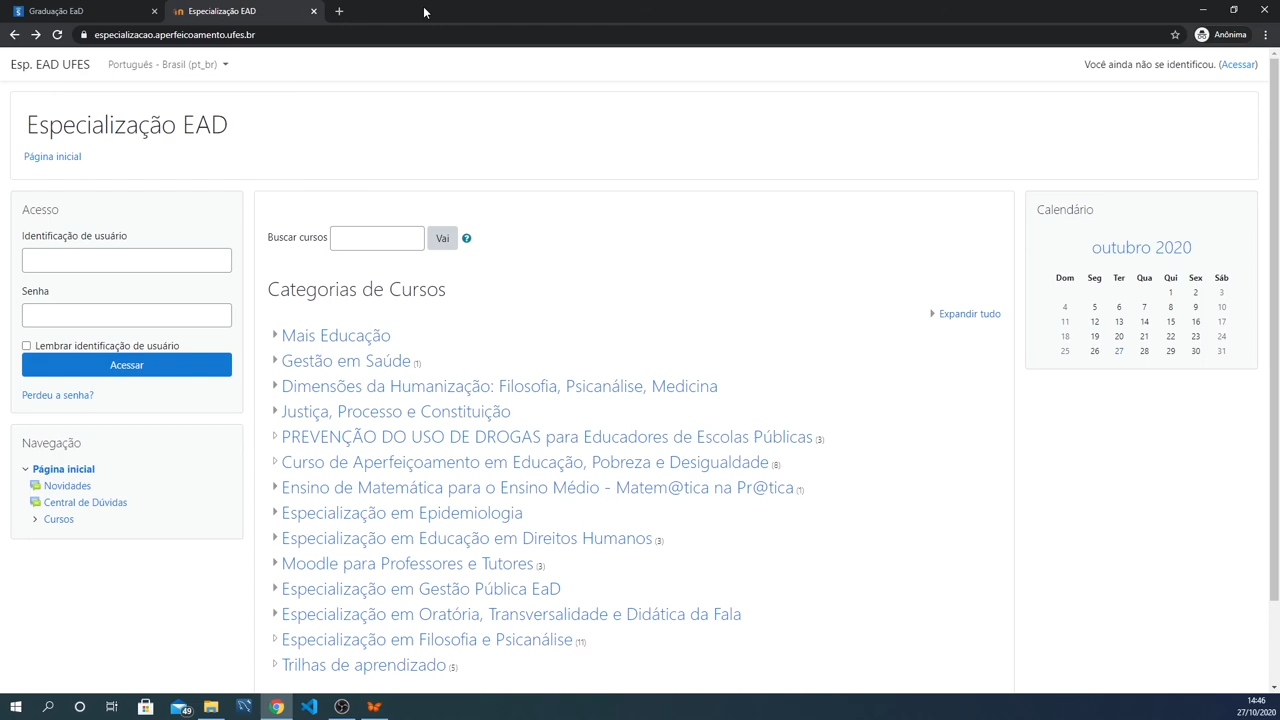 Graduação EaD
Especialização EAD
especializacao.aperfeicoamento.ufes.br
Anônima
Esp. EAD UFES
Português - Brasil (pt_br)
Você ainda não se identificou. (Acessar)
Especialização EAD
Página inicial
Acesso
Identificação de usuário
Senha
Lembrar identificação de usuário
Acessar
Perdeu a senha?
Navegação
Página inicial
Novidades
Central de Dúvidas
Cursos
Buscar cursos
Vai
Categorias de Cursos
Expandir tudo
Mais Educação
Gestão em Saúde (1)
Dimensões da Humanização: Filosofia, Psicanálise, Medicina
Justiça, Processo e Constituição
PREVENÇÃO DO USO DE DROGAS para Educadores de Escolas Públicas (3)
Curso de Aperfeiçoamento em Educação, Pobreza e Desigualdade (8)
Ensino de Matemática para o Ensino Médio - Matem@tica na Pr@tica (1)
Especialização em Epidemiologia
Especialização em Educação em Direitos Humanos (3)
Moodle para Professores e Tutores (3)
Especialização em Gestão Pública EaD
Especialização em Oratória, Transversalidade e Didática da Fala
Especialização em Filosofia e Psicanálise (11)
Trilhas de aprendizado (5)
Calendário
outubro 2020
Dom Seg Ter Qua Qui Sex Sáb
1 2 3
4 5 6 7 8 9 10
11 12 13 14 15 16 17
18 19 20 21 22 23 24
25 26 27 28 29 30 31
49
14:46
27/10/2020